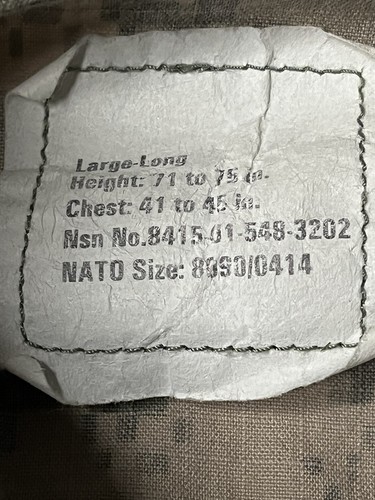 Large-Long
Height: 71 to 75 in.
Chest: 41 to 45 in.
Nsn No.8415-01-548-3202
NATO Size: 8090/0414